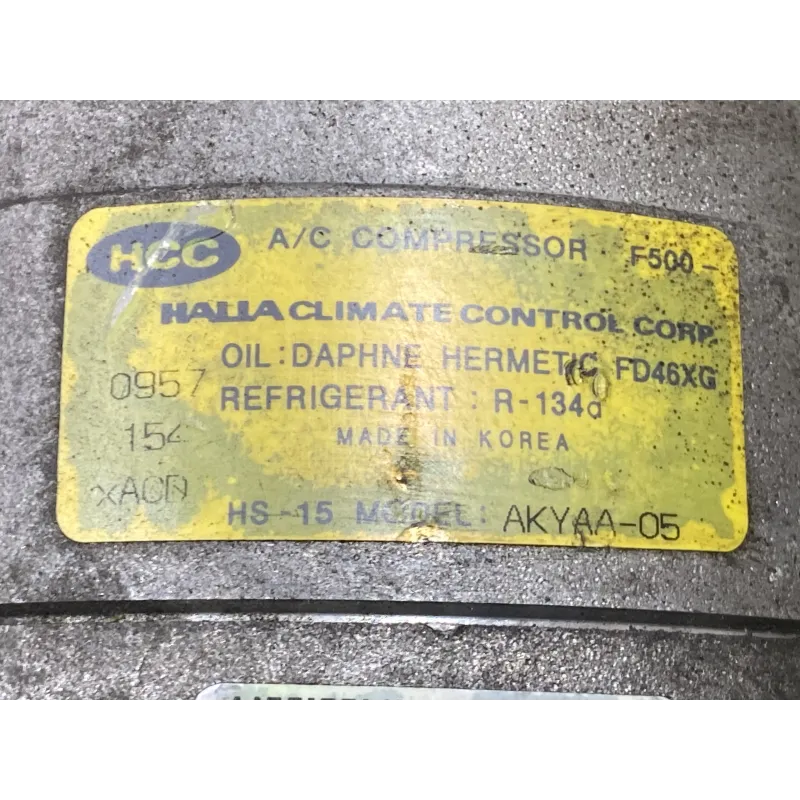 HCC A/C COMPRESSOR F500-
HALLA CLIMATE CONTROL CORP.
OIL: DAPHNE HERMETIC FD46XG
0957
REFRIGERANT: R-134a
154
MADE IN KOREA
HS-15 MODEL: AKYAA-05